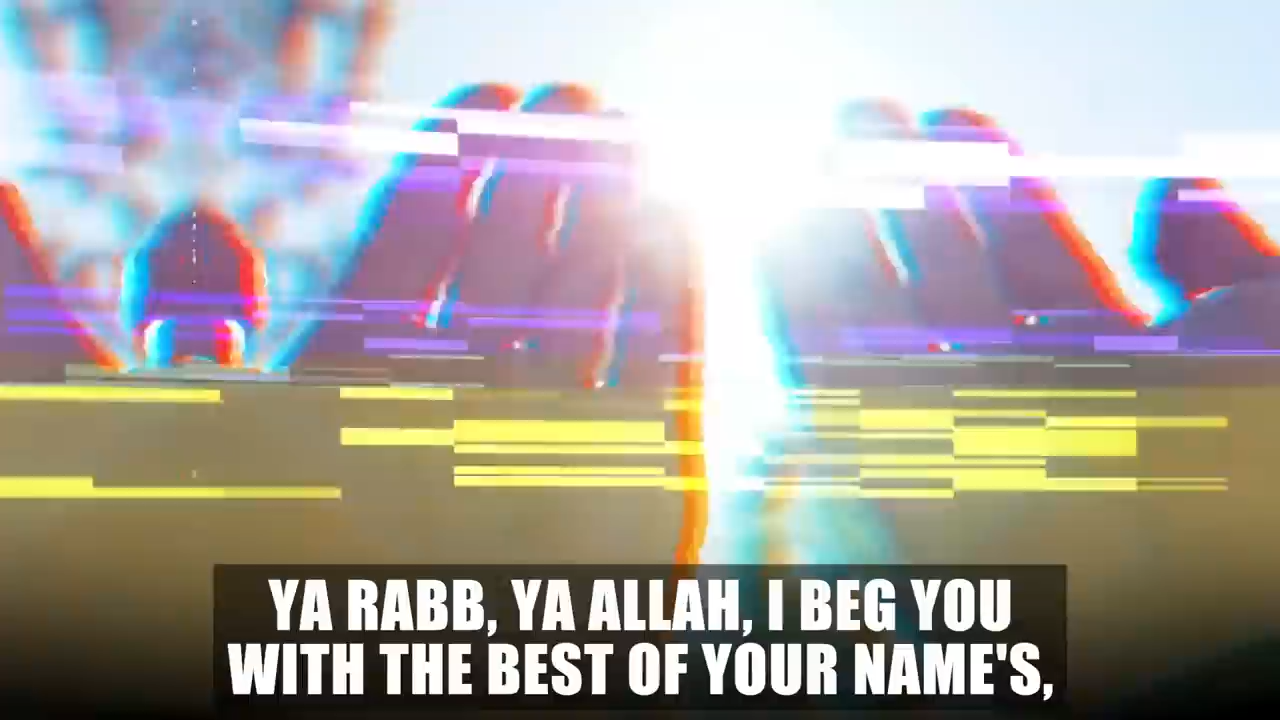 YA RABB, YA ALLAH, I BEG YOU
WITH THE BEST OF YOUR NAME'S,